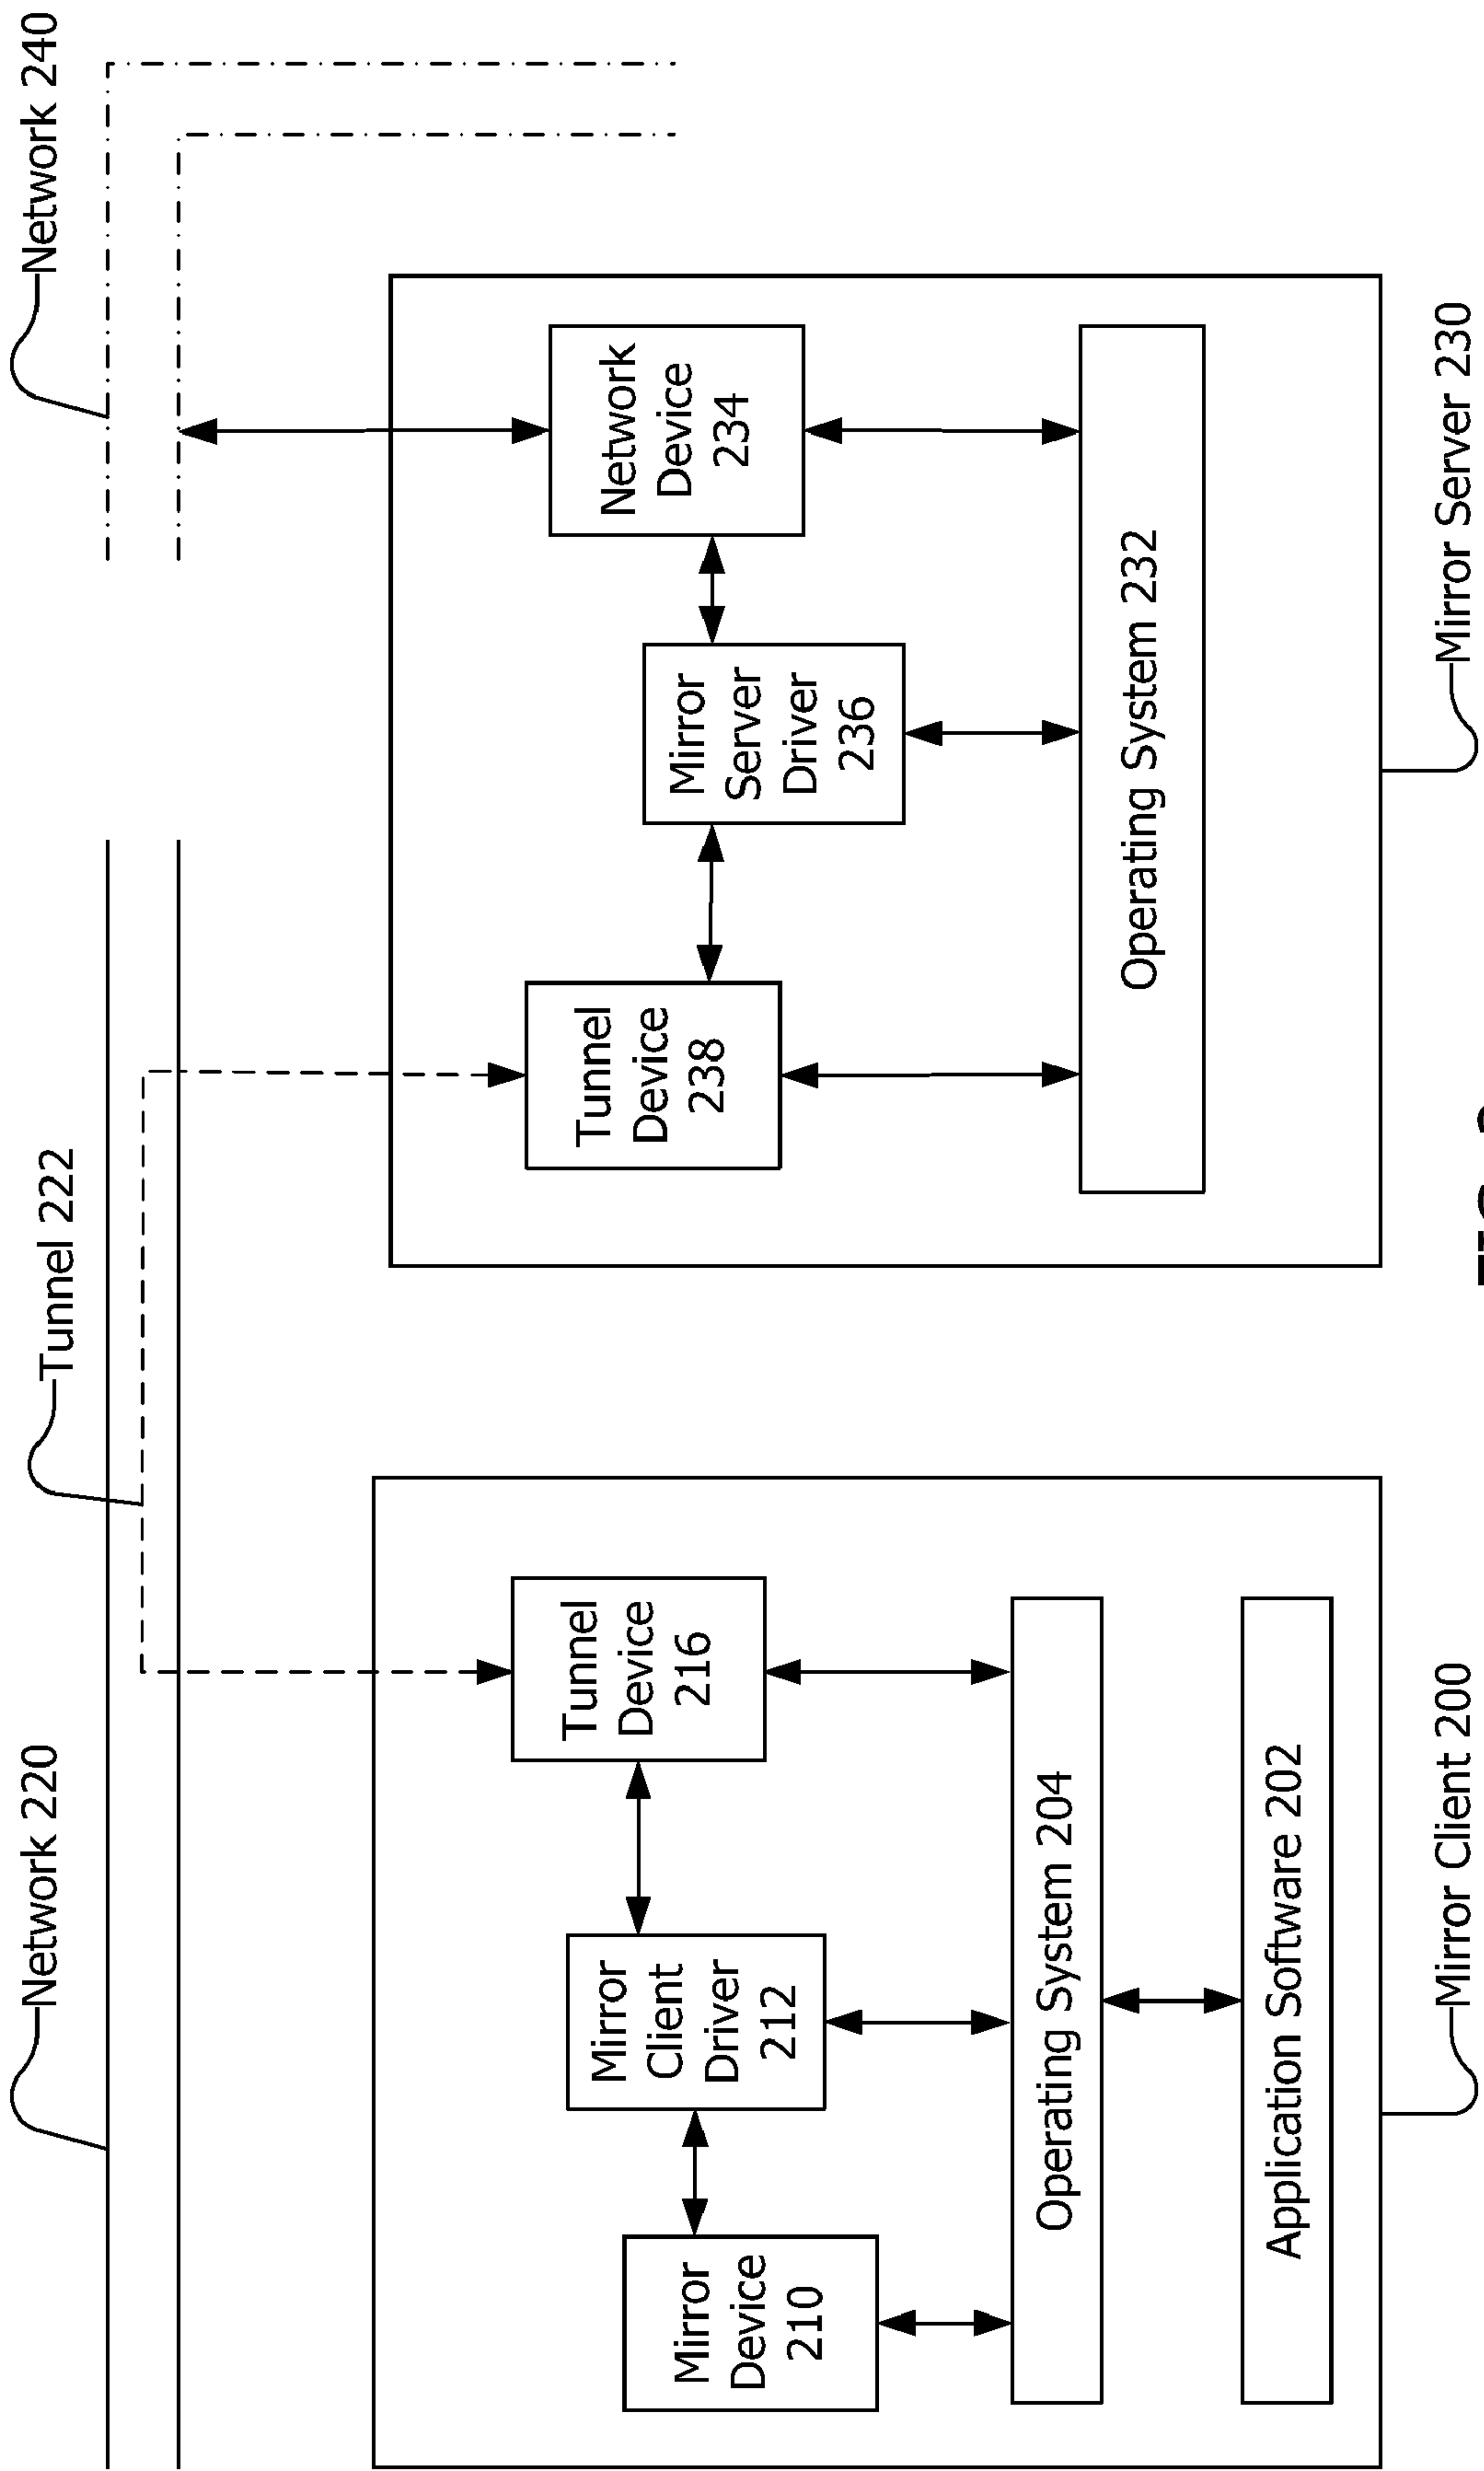 Network 220
Tunnel 222
Network 240
Mirror
Device
210
Mirror
Client
Driver
212
Tunnel
Device
216
Operating System 204
Application Software 202
Mirror Client 200
Tunnel
Device
238
Mirror
Server
Driver
236
Network
Device
234
Operating System 232
Mirror Server 230